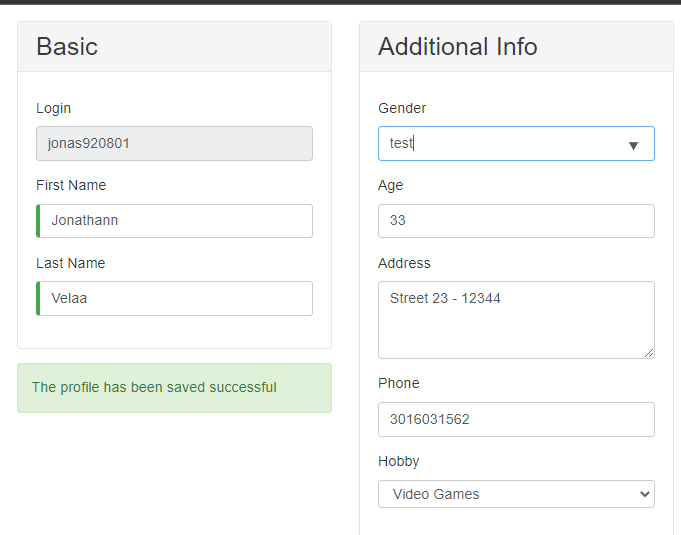 Basic
Login
jonas920801
First Name
Jonathann
Last Name
Velaa
The profile has been saved successful
Additional Info
Gender
test
Age
33
Address
Street 23 - 12344
Phone
3016031562
Hobby
Video Games